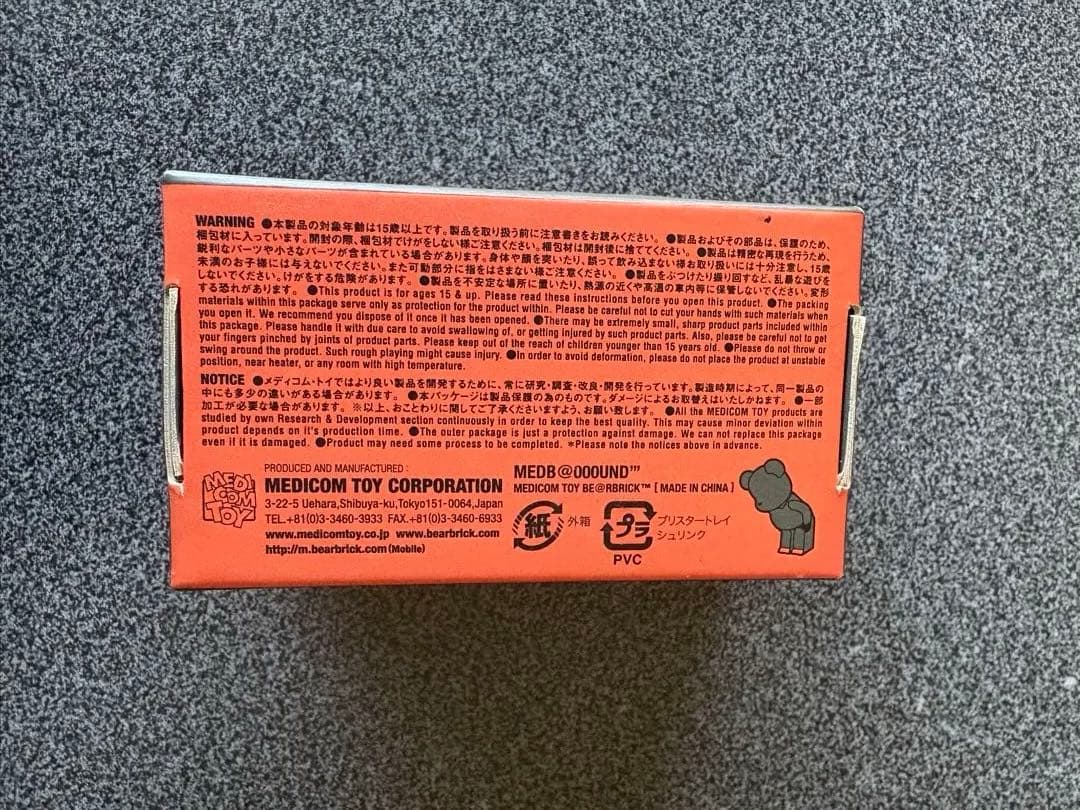 WARNING ●本製品の対象年齢は15歳以上です。製品を取り扱う前に注意書きをお読みください。 ●製品およびその部品は、保護のため、
梱包材に入っています。開封の際、梱包材でけがをしない様ご注意ください。梱包材は開封後に捨ててください。 ●製品は精密な再現を行うため、
鋭利なパーツや小さなパーツが含まれている場合があります。身体や顔を突いたり、誤って飲み込まない様お取り扱いには十分注意し、15歳
未満のお子様には与えないでください。また可動部分に指をはさまない様ご注意ください。 ●製品をぶつけたり振り回すなど、乱暴な遊びを
しないでください。けがをする危険があります。 ●製品を不安定な場所に置いたり、熱源の近くや高温の車内等に保管しないでください。変形
する恐れがあります。 ●This product is for ages 15 & up. Please read these instructions before you open this product. ●The packing
materials within this package serve only as protection for the product within. Please be careful not to cut your hands with such materials when
you open it. We recommend you dispose of it once it has been opened. ●There may be extremely small, sharp product parts included within
this package. Please handle it with due care to avoid swallowing of, or getting injured by such product parts. Also, please be careful not to get
your fingers pinched by joints of product parts. Please keep out of the reach of children younger than 15 years old. ●Please do not throw or
swing around the product. Such rough playing might cause injury. ●In order to avoid deformation, please do not place the product at unstable
position, near heater, or any room with high temperature.
NOTICE ●メディコム・トイではより良い製品を開発するために、常に研究・調査・改良・開発を行っています。製造時期によって、同一製品の
中にも多少の違いがある場合があります。 ●本パッケージは製品保護の為のものです。ダメージによるお取替えはいたしかねます。 ●一部
加工が必要な場合があります。 ※以上、おことわりに関してご了承くださいますよう、お願い致します。 ●All the MEDICOM TOY products are
studied by own Research & Development section continuously in order to keep the best quality. This may cause minor deviation within
product depends on it's production time. ●The outer package is just a protection against damage. We can not replace this package
even if it is damaged. ●Product may need some process to be completed. *Please note the notices above in advance.
MEDI
COM
TOY
PRODUCED AND MANUFACTURED :
MEDICOM TOY CORPORATION
3-22-5 Uehara,Shibuya-ku,Tokyo151-0064,Japan
TEL.+81(0)3-3460-3933 FAX.+81(0)3-3460-6933
www.medicomtoy.co.jp www.bearbrick.com
http://m.bearbrick.com (Mobile)
MEDB@000UND"'
MEDICOM TOY BE@RBRICK™ [ MADE IN CHINA ]
紙 外箱
プラ ブリスタートレイ
シュリンク
PVC